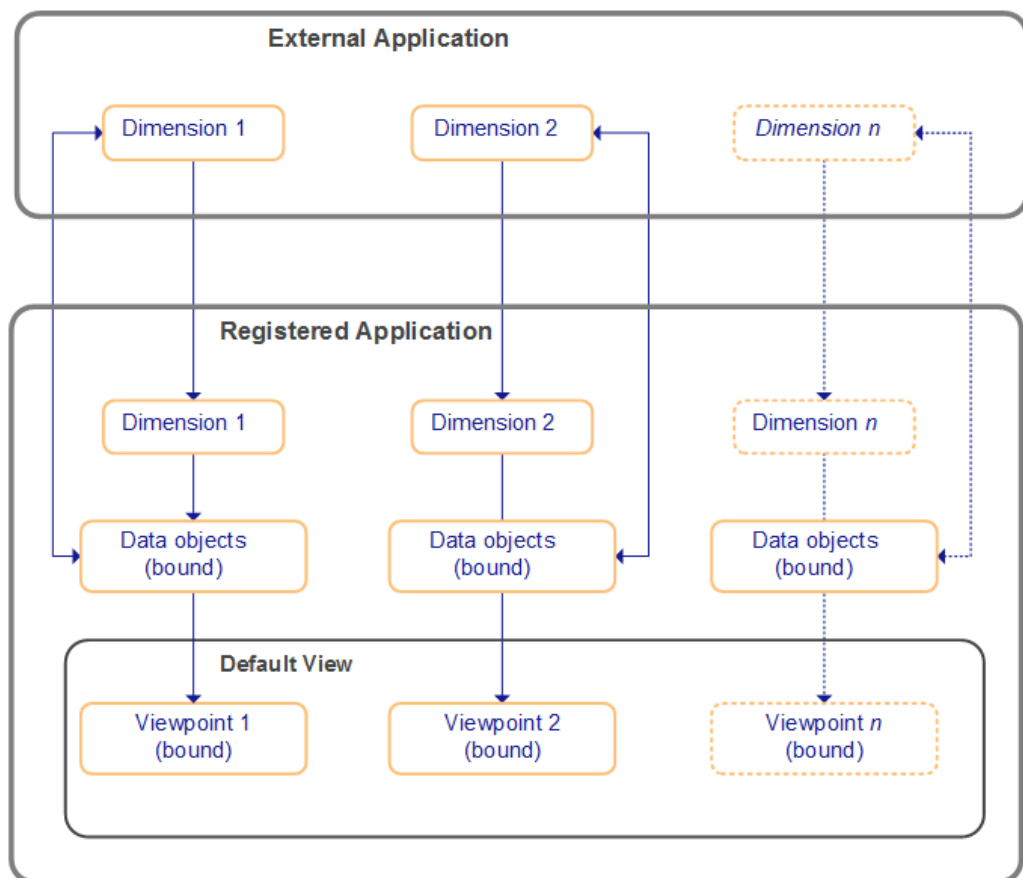 External Application
Dimension 1
Dimension 2
Dimension n
Registered Application
Dimension 1
Dimension 2
Dimension n
Data objects
(bound)
Data objects
(bound)
Data objects
(bound)
Default View
Viewpoint 1
(bound)
Viewpoint 2
(bound)
Viewpoint n
(bound)